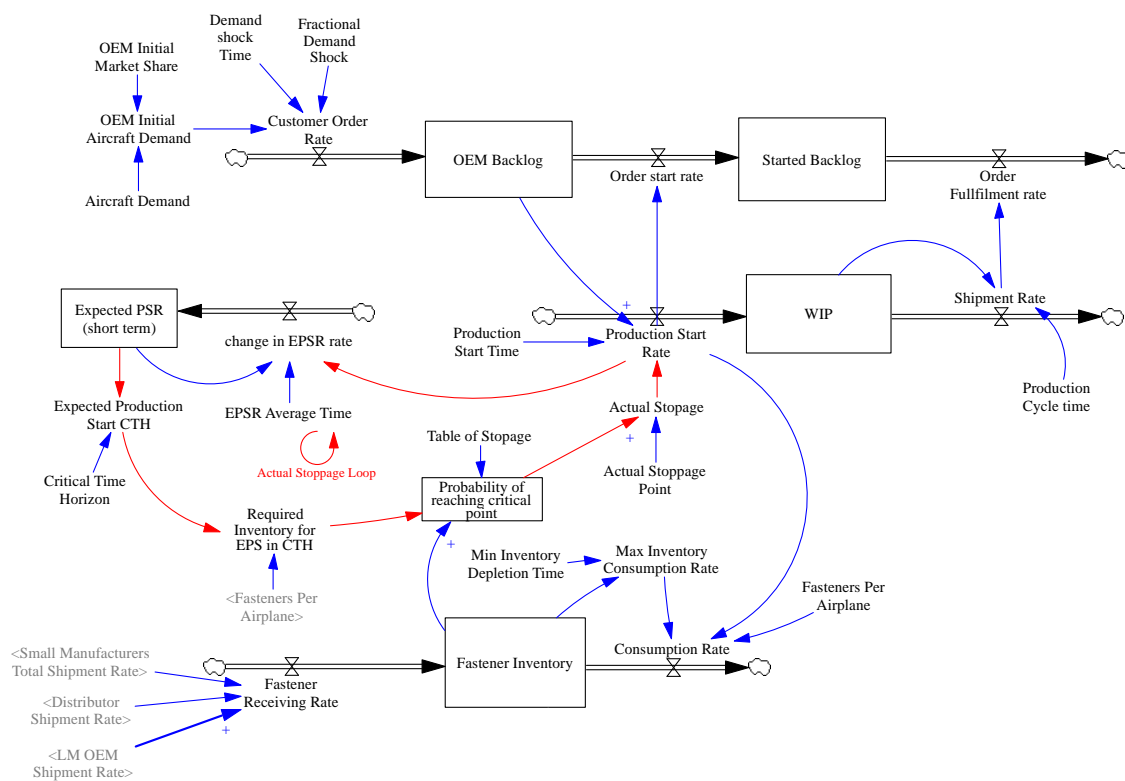 Demand
shock
Time
Fractional
Demand
Shock
OEM Initial
Market Share
OEM Initial
Aircraft Demand
Customer Order
Rate
Aircraft Demand
OEM Backlog
Order start rate
Started Backlog
Order
Fullfilment rate
Expected PSR
(short term)
change in EPSR rate
+
Production
Start Time
Production Start
Rate
WIP
Shipment Rate
Production
Cycle time
Expected Production
Start CTH
EPSR Average Time
Actual Stopage
+
Actual Stoppage Loop
Table of Stopage
Actual Stoppage
Point
Critical Time
Horizon
Probability of
reaching critical
point
+
Required
Inventory for
EPS in CTH
Min Inventory
Depletion Time
Max Inventory
Consumption Rate
<Fasteners Per
Airplane>
Fasteners Per
Airplane
<Small Manufacturers
Total Shipment Rate>
Fastener Inventory
Consumption Rate
Fastener
Receiving Rate
<Distributor
Shipment Rate>
+
<LM OEM
Shipment Rate>